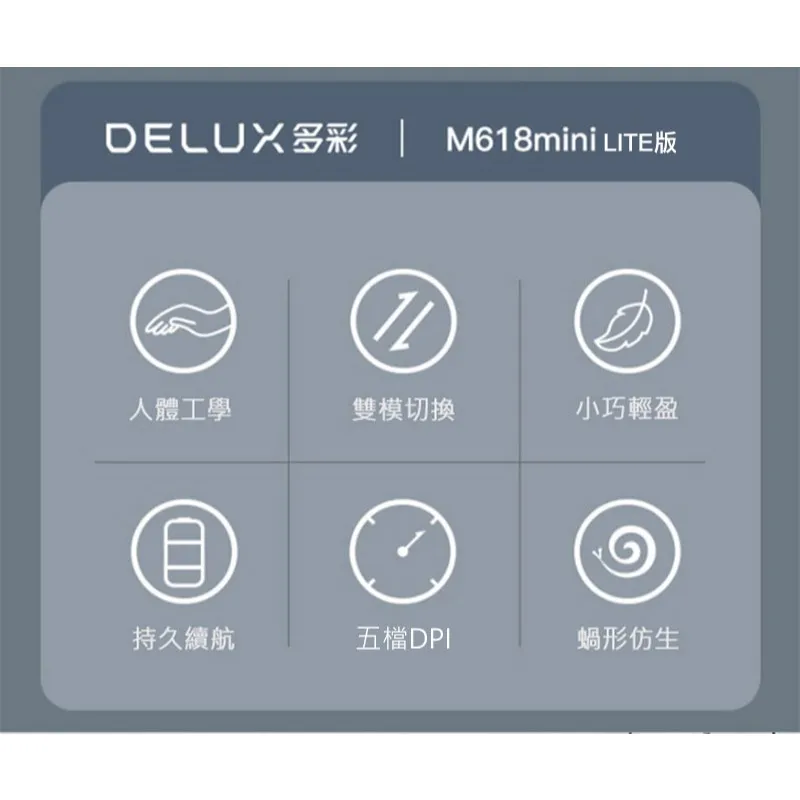 DELUX多彩 | M618mini LITE版
人體工學 雙模切換 小巧輕盈
持久續航 五檔DPI 蝸形仿生